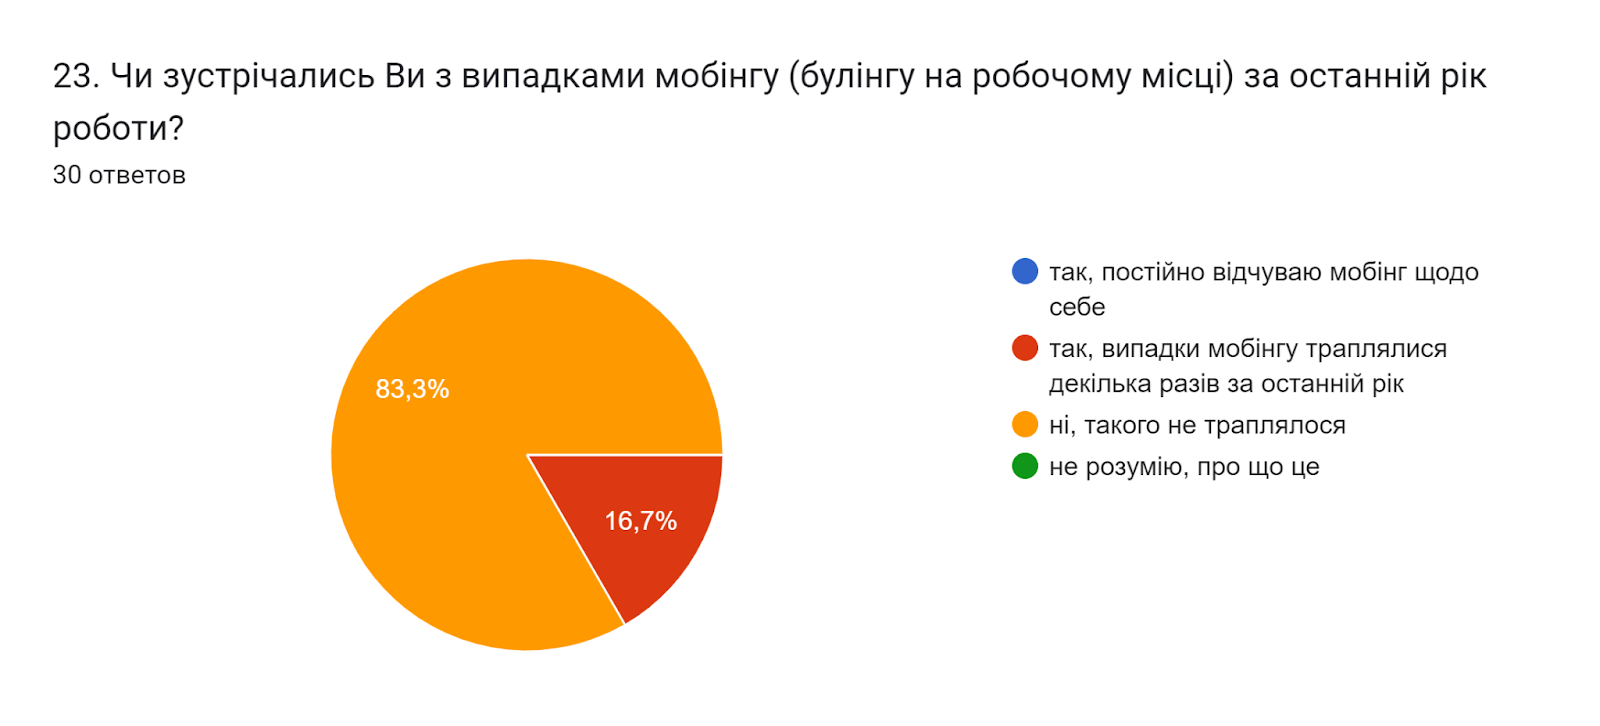 23. Чи зустрічались Ви з випадками мобінгу (булінгу на робочому місці) за останній рік
роботи?
30 ответов
83,3%
16,7%
так, постійно відчуваю мобінг щодо
себе
так, випадки мобінгу траплялися
декілька разів за останній рік
ні, такого не траплялося
не розумію, про що це